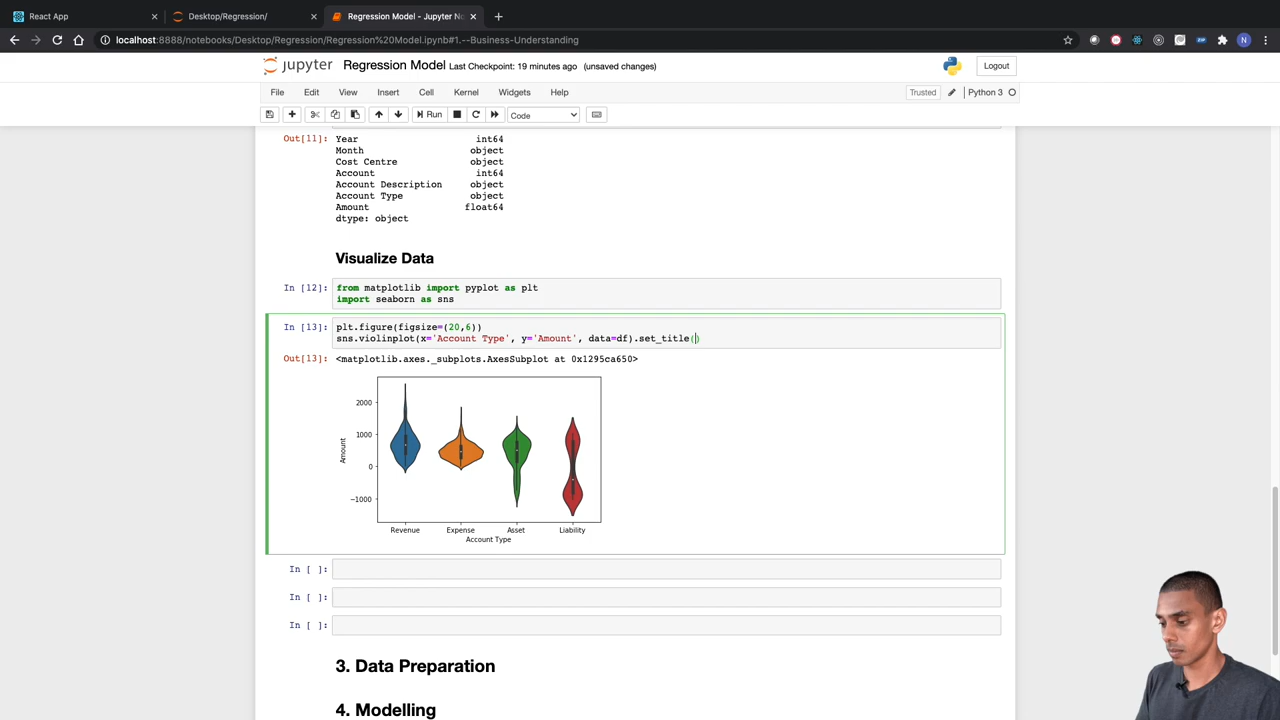 React App
Desktop/Regression/
Regression Model - Jupyter No
localhost:8888/notebooks/Desktop/Regression/Regression%20Model.ipynb#1.--Business-Understanding
N
jupyter Regression Model Last Checkpoint: 19 minutes ago (unsaved changes)
Logout
File Edit View Insert Cell Kernel Widgets Help
Trusted
Python 3
Run
Code
Out[11]:
Year int64
Month object
Cost Centre object
Account int64
Account Description object
Account Type object
Amount float64
dtype: object
Visualize Data
In [12]:
from matplotlib import pyplot as plt
import seaborn as sns
In [13]:
plt.figure(figsize=(20,6))
sns.violinplot(x='Account Type', y='Amount', data=df).set_title()
Out[13]:
<matplotlib.axes._subplots.AxesSubplot at 0x1295ca650>
2000
1000
0
−1000
Amount
Revenue Expense Asset Liability
Account Type
In [ ]:
In [ ]:
In [ ]:
3. Data Preparation
4. Modelling